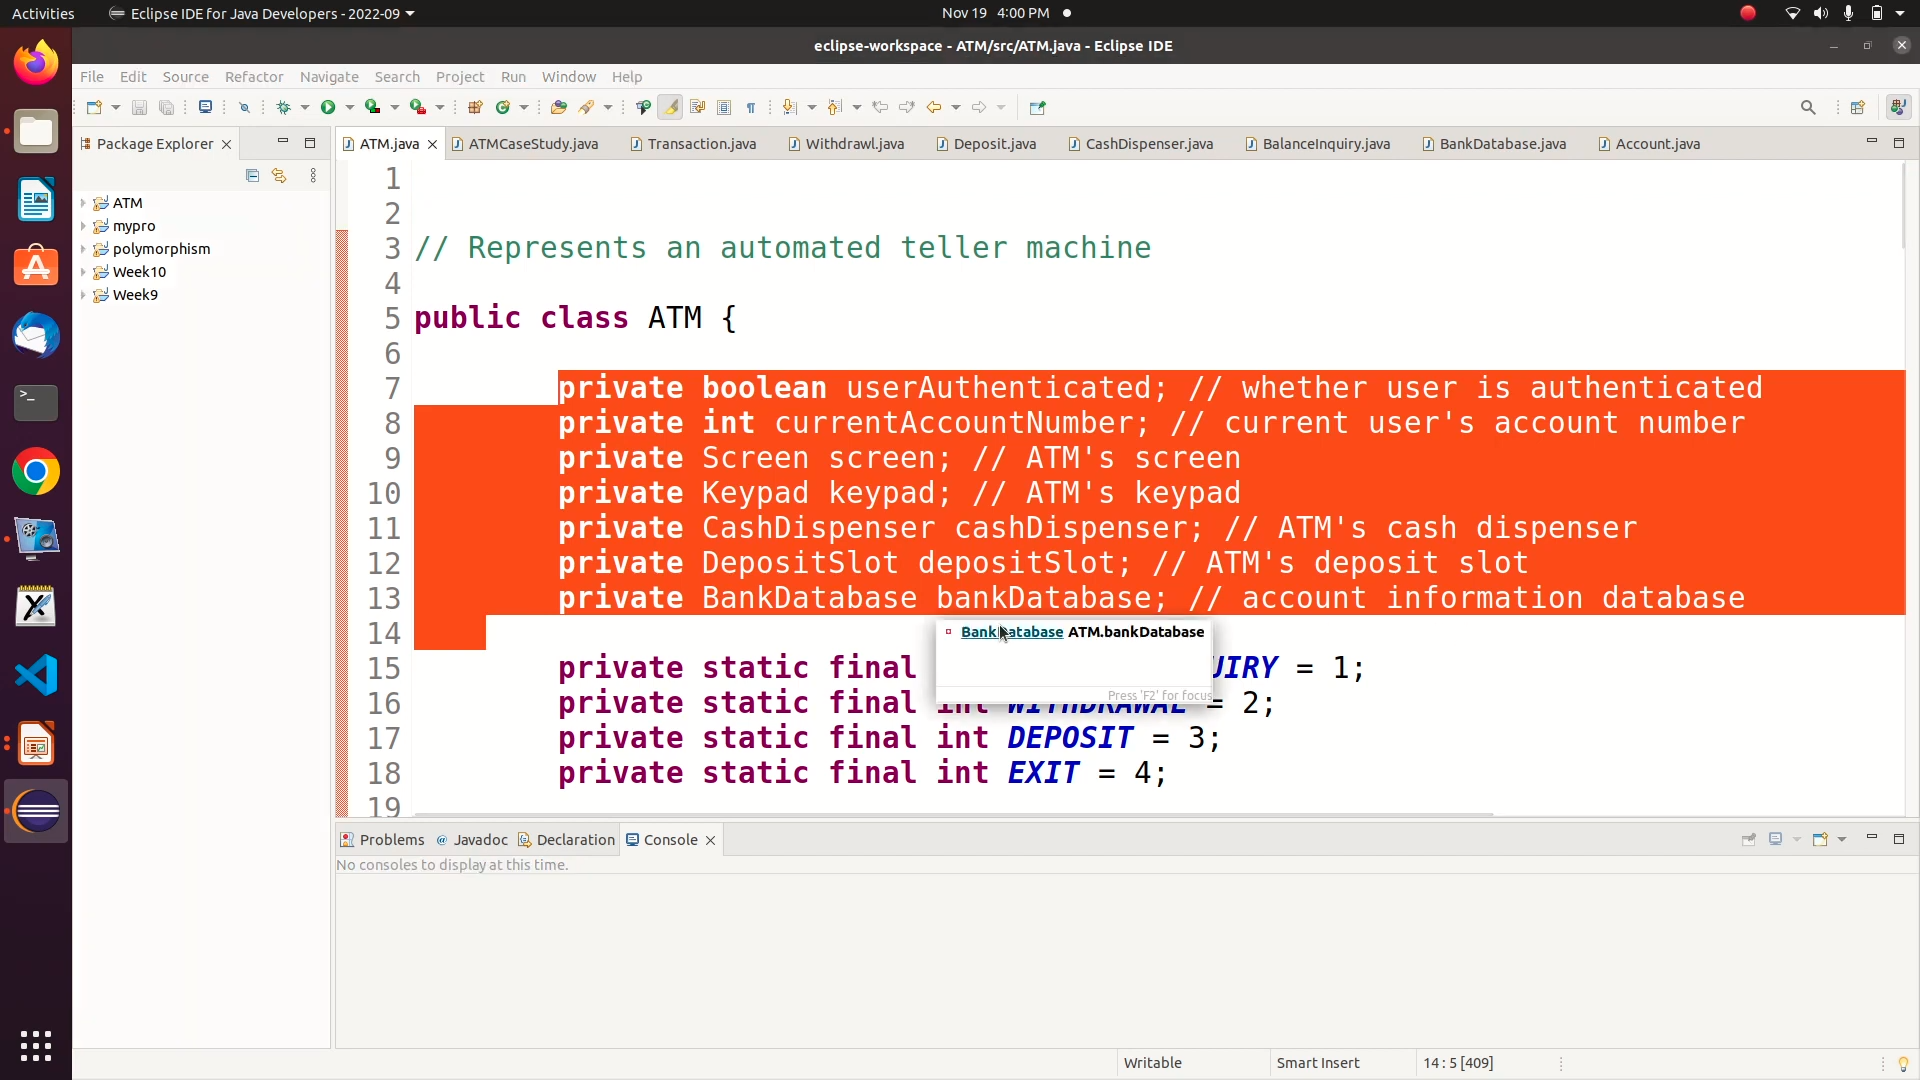 Activities
Eclipse IDE for Java Developers - 2022-09
Nov 19 4:00 PM
eclipse-workspace - ATM/src/ATM.java - Eclipse IDE
File Edit Source Refactor Navigate Search Project Run Window Help
Package Explorer
ATM.java ATMCaseStudy.java Transaction.java Withdrawl.java Deposit.java CashDispenser.java BalanceInquiry.java BankDatabase.java Account.java
ATM
mypro
polymorphism
Week10
Week9
1
2
3 // Represents an automated teller machine
4
5 public class ATM {
6
7 private boolean userAuthenticated; // whether user is authenticated
8 private int currentAccountNumber; // current user's account number
9 private Screen screen; // ATM's screen
10 private Keypad keypad; // ATM's keypad
11 private CashDispenser cashDispenser; // ATM's cash dispenser
12 private DepositSlot depositSlot; // ATM's deposit slot
13 private BankDatabase bankDatabase; // account information database
14
BankDatabase ATM.bankDatabase
15 private static final UIRY = 1;
Press 'F2' for focus
16 private static final int WITHDRAWAL = 2;
17 private static final int DEPOSIT = 3;
18 private static final int EXIT = 4;
19
Problems Javadoc Declaration Console
No consoles to display at this time.
Writable Smart Insert 14 : 5 [409]